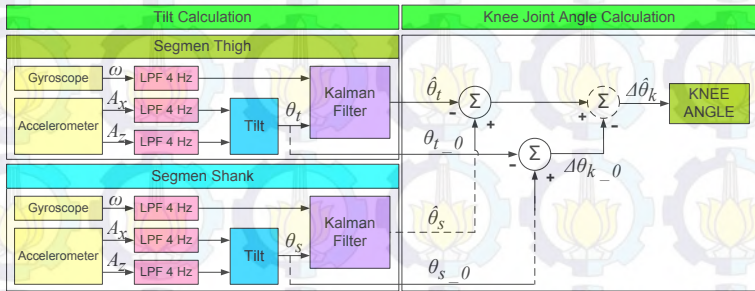 Tilt Calculation
Knee Joint Angle Calculation
Segmen Thigh
Gyroscope
ω
LPF 4 Hz
Accelerometer
Ax
LPF 4 Hz
Az
LPF 4 Hz
Tilt
θt
Kalman
Filter
θ̂t
-
Σ
+
+
Σ
-
Δθ̂k
KNEE
ANGLE
θt_0
-
Σ
+
Δθk_0
Segmen Shank
Gyroscope
ω
LPF 4 Hz
Accelerometer
Ax
LPF 4 Hz
Az
LPF 4 Hz
Tilt
θs
Kalman
Filter
θ̂s
θs_0